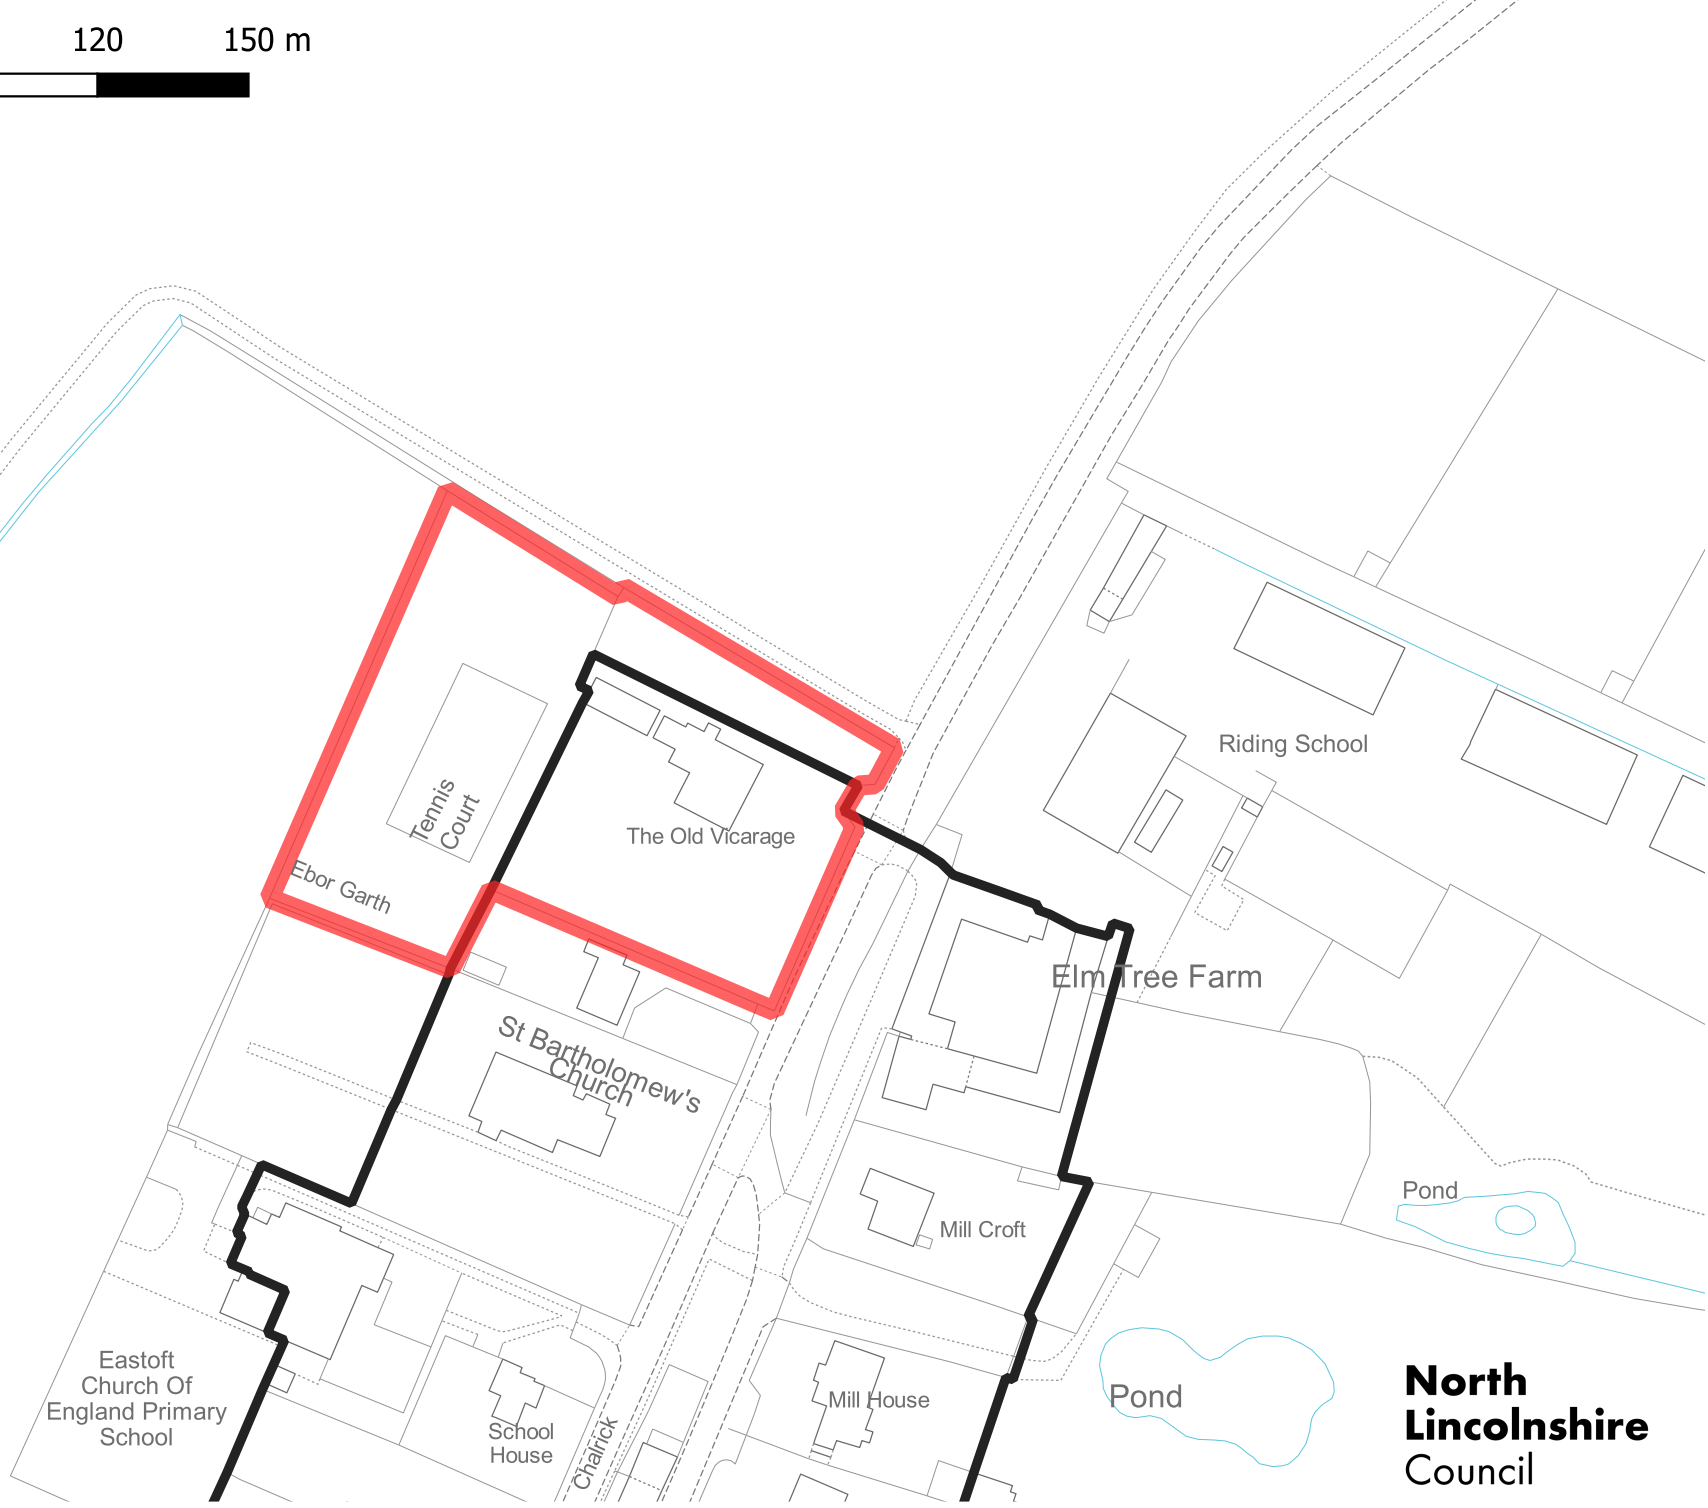 120 150 m
Riding School
Tennis
Court
The Old Vicarage
Ebor Garth
Elm Tree Farm
St Bartholomew's
Church
Pond
Mill Croft
Eastoft
Church Of
England Primary
School
Pond
Mill House
School
House
Chalrick
North
Lincolnshire
Council